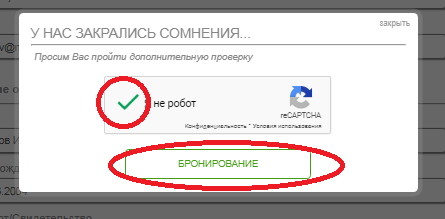 закрыть
У НАС ЗАКРАЛИСЬ СОМНЕНИЯ...
Просим Вас пройти дополнительную проверку
не робот
reCAPTCHA
Конфиденциальность • Условия использования
БРОНИРОВАНИЕ